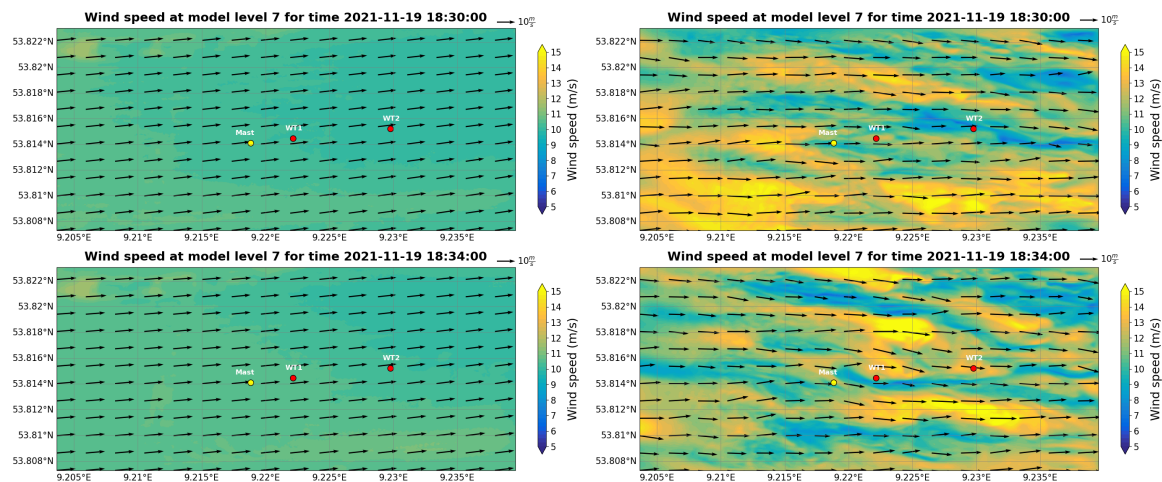 Wind speed at model level 7 for time 2021-11-19 18:30:00
10 m/s
53.822°N
53.82°N
53.818°N
53.816°N
53.814°N
53.812°N
53.81°N
53.808°N
Mast
WT1
WT2
9.205°E 9.21°E 9.215°E 9.22°E 9.225°E 9.23°E 9.235°E
15
14
13
12
11
10
9
8
7
6
5
Wind speed (m/s)
Wind speed at model level 7 for time 2021-11-19 18:30:00
10 m/s
53.822°N
53.82°N
53.818°N
53.816°N
53.814°N
53.812°N
53.81°N
53.808°N
Mast
WT1
WT2
9.205°E 9.21°E 9.215°E 9.22°E 9.225°E 9.23°E 9.235°E
15
14
13
12
11
10
9
8
7
6
5
Wind speed (m/s)
Wind speed at model level 7 for time 2021-11-19 18:34:00
10 m/s
53.822°N
53.82°N
53.818°N
53.816°N
53.814°N
53.812°N
53.81°N
53.808°N
Mast
WT1
WT2
9.205°E 9.21°E 9.215°E 9.22°E 9.225°E 9.23°E 9.235°E
15
14
13
12
11
10
9
8
7
6
5
Wind speed (m/s)
Wind speed at model level 7 for time 2021-11-19 18:34:00
10 m/s
53.822°N
53.82°N
53.818°N
53.816°N
53.814°N
53.812°N
53.81°N
53.808°N
Mast
WT1
WT2
9.205°E 9.21°E 9.215°E 9.22°E 9.225°E 9.23°E 9.235°E
15
14
13
12
11
10
9
8
7
6
5
Wind speed (m/s)